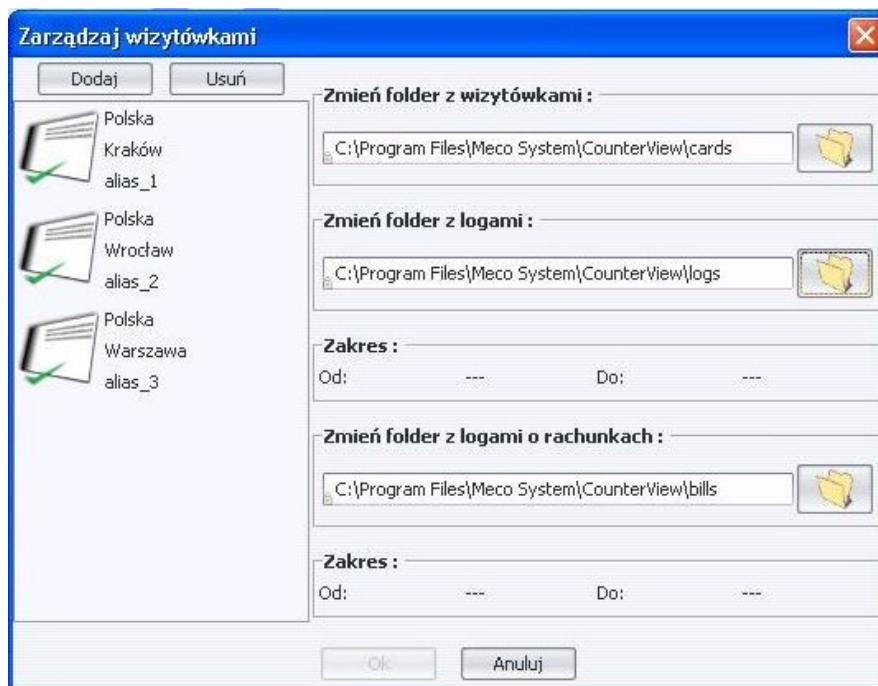 Zarządzaj wizytówkami
Dodaj
Usuń
Polska
Kraków
alias_1
Polska
Wrocław
alias_2
Polska
Warszawa
alias_3
Zmień folder z wizytówkami :
C:\Program Files\Meco System\CounterView\cards
Zmień folder z logami :
C:\Program Files\Meco System\CounterView\logs
Zakres :
Od: --- Do: ---
Zmień folder z logami o rachunkach :
C:\Program Files\Meco System\CounterView\bills
Zakres :
Od: --- Do: ---
Ok
Anuluj